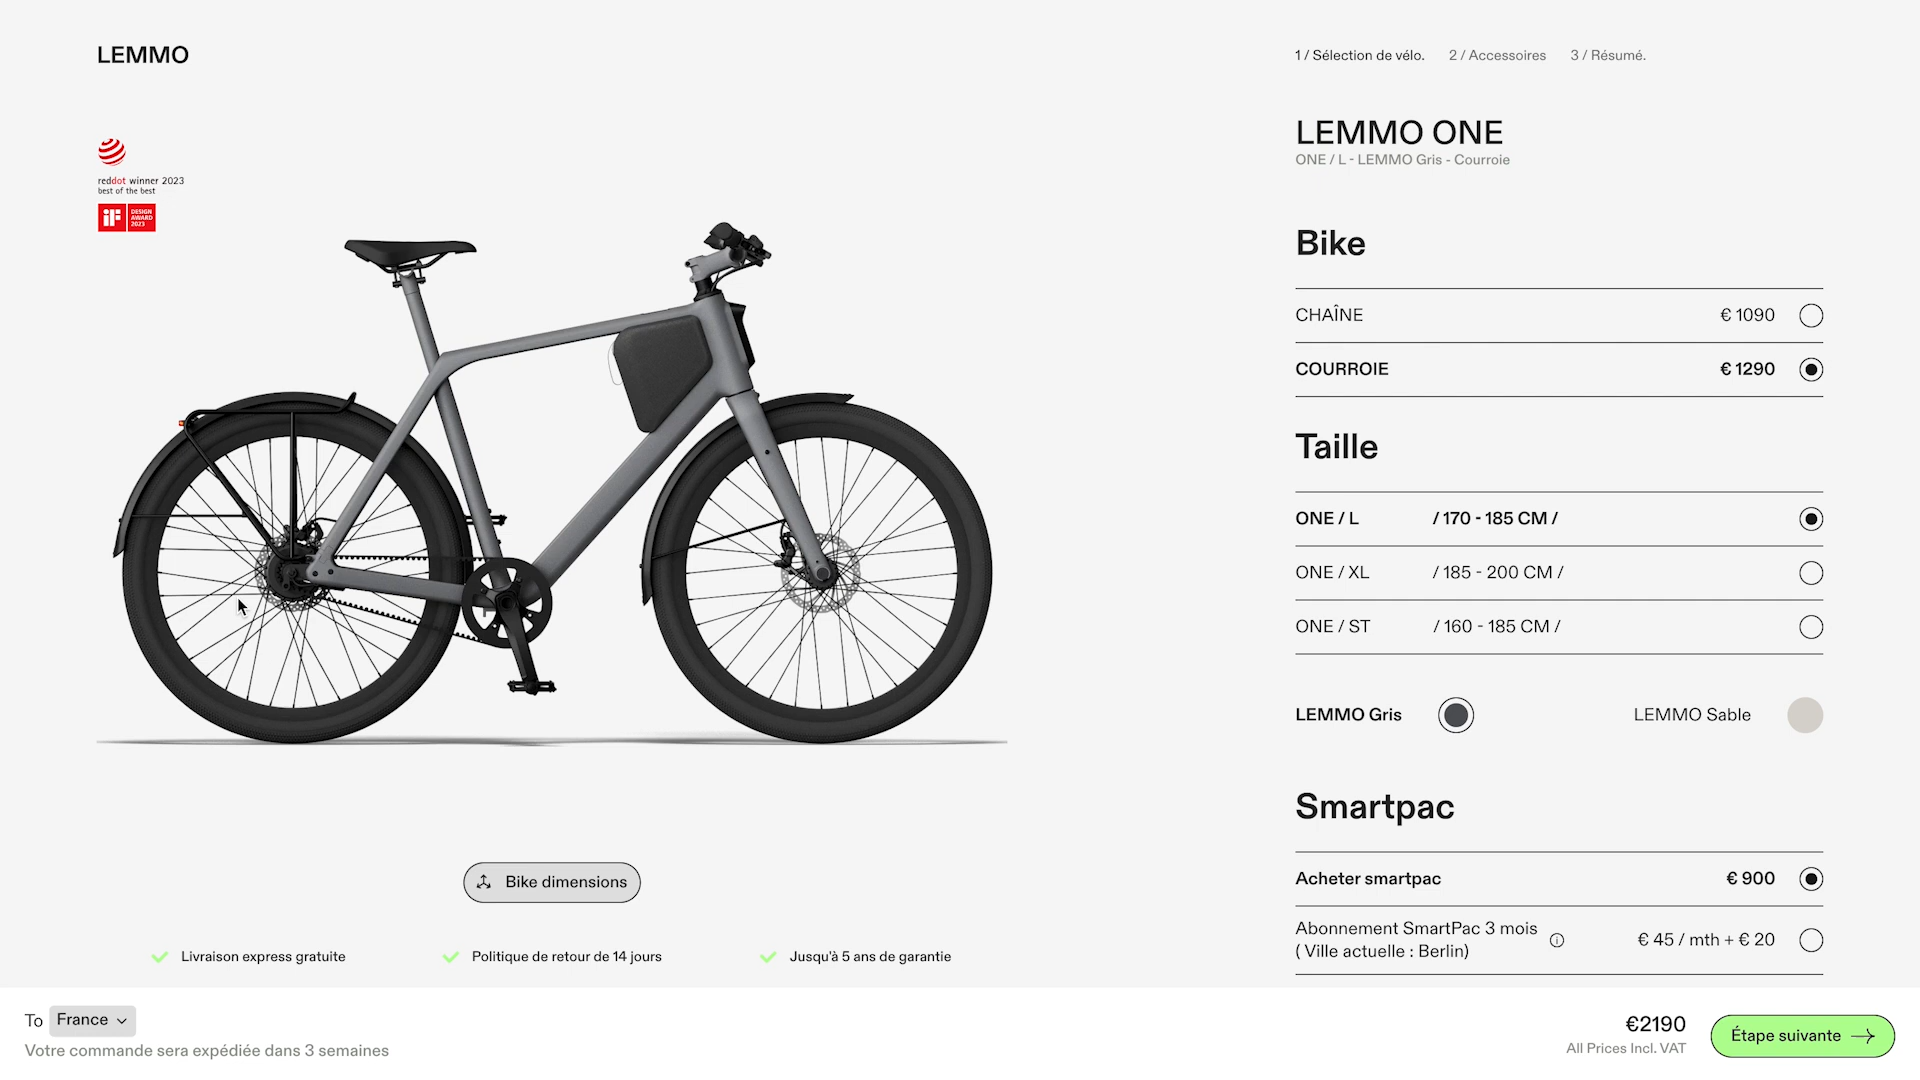 LEMMO
1 / Sélection de vélo. 2 / Accessoires 3 / Résumé.
reddot winner 2023
best of the best
iF DESIGN AWARD 2023
LEMMO ONE
ONE / L - LEMMO Gris - Courroie
Bike
CHAÎNE € 1090
COURROIE € 1290
Taille
ONE / L / 170 - 185 CM /
ONE / XL / 185 - 200 CM /
ONE / ST / 160 - 185 CM /
LEMMO Gris LEMMO Sable
Smartpac
Acheter smartpac € 900
Abonnement SmartPac 3 mois
( Ville actuelle : Berlin) € 45 / mth + € 20
Bike dimensions
Livraison express gratuite Politique de retour de 14 jours Jusqu'à 5 ans de garantie
To France
Votre commande sera expédiée dans 3 semaines
€2190
All Prices Incl. VAT
Étape suivante